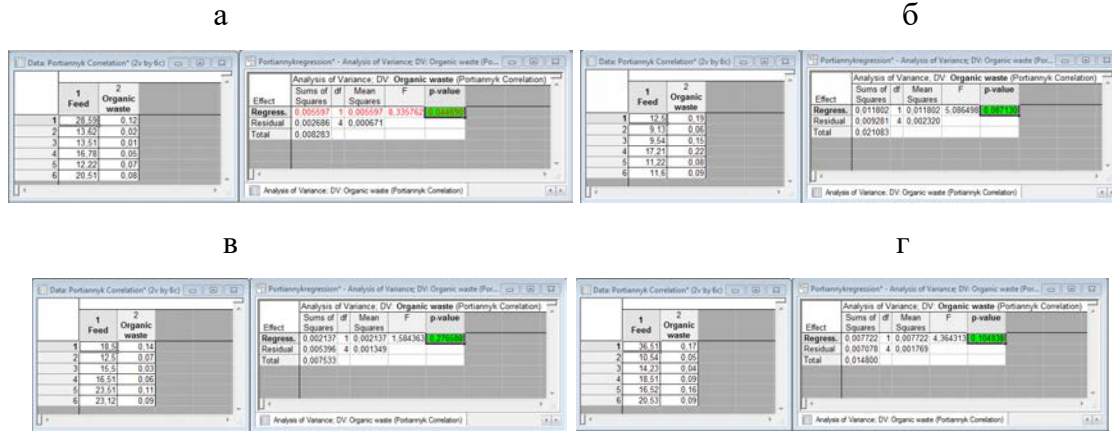 а
б
Data: Portiannyk Correlation* (2v by 6c)
1 Feed 2 Organic waste
1 28,59 0,12
2 13,62 0,02
3 13,51 0,01
4 16,78 0,05
5 12,22 0,07
6 20,51 0,08
Portiannykregression* - Analysis of Variance; DV: Organic waste (Po...
Analysis of Variance; DV: Organic waste (Portiannyk Correlation)
Effect Sums of Squares df Mean Squares F p-value
Regress. 0,005597 1 0,005597 8,335762
Residual 0,002686 4 0,000671
Total 0,008283
Analysis of Variance; DV: Organic waste (Portiannyk Correlation)
Data: Portiannyk Correlation* (2v by 6c)
1 Feed 2 Organic waste
1 12,5 0,19
2 9,13 0,06
3 9,54 0,15
4 17,21 0,22
5 11,22 0,08
6 11,6 0,09
Portiannykregression* - Analysis of Variance; DV: Organic waste (Por...
Analysis of Variance; DV: Organic waste (Portiannyk Correlation)
Effect Sums of Squares df Mean Squares F p-value
Regress. 0,011802 1 0,011802 5,086498 0,087130
Residual 0,009281 4 0,002320
Total 0,021083
Analysis of Variance; DV: Organic waste (Portiannyk Correlation)
в
г
Data: Portiannyk Correlation* (2v by 6c)
1 Feed 2 Organic waste
1 18,5 0,14
2 12,5 0,07
3 15,5 0,03
4 16,51 0,06
5 23,51 0,11
6 23,12 0,09
Portiannykregression* - Analysis of Variance; DV: Organic waste (Por...
Analysis of Variance; DV: Organic waste (Portiannyk Correlation)
Effect Sums of Squares df Mean Squares F p-value
Regress. 0,002137 1 0,002137 1,584363
Residual 0,005396 4 0,001349
Total 0,007533
Analysis of Variance; DV: Organic waste (Portiannyk Correlation)
Data: Portiannyk Correlation* (2v by 6c)
1 Feed 2 Organic waste
1 36,51 0,17
2 10,54 0,05
3 14,23 0,04
4 18,51 0,09
5 16,52 0,16
6 20,53 0,09
Portiannykregression* - Analysis of Variance; DV: Organic waste (Por...
Analysis of Variance; DV: Organic waste (Portiannyk Correlation)
Effect Sums of Squares df Mean Squares F p-value
Regress. 0,007722 1 0,007722 4,364313 0,104938
Residual 0,007078 4 0,001769
Total 0,014800
Analysis of Variance; DV: Organic waste (Portiannyk Correlation)